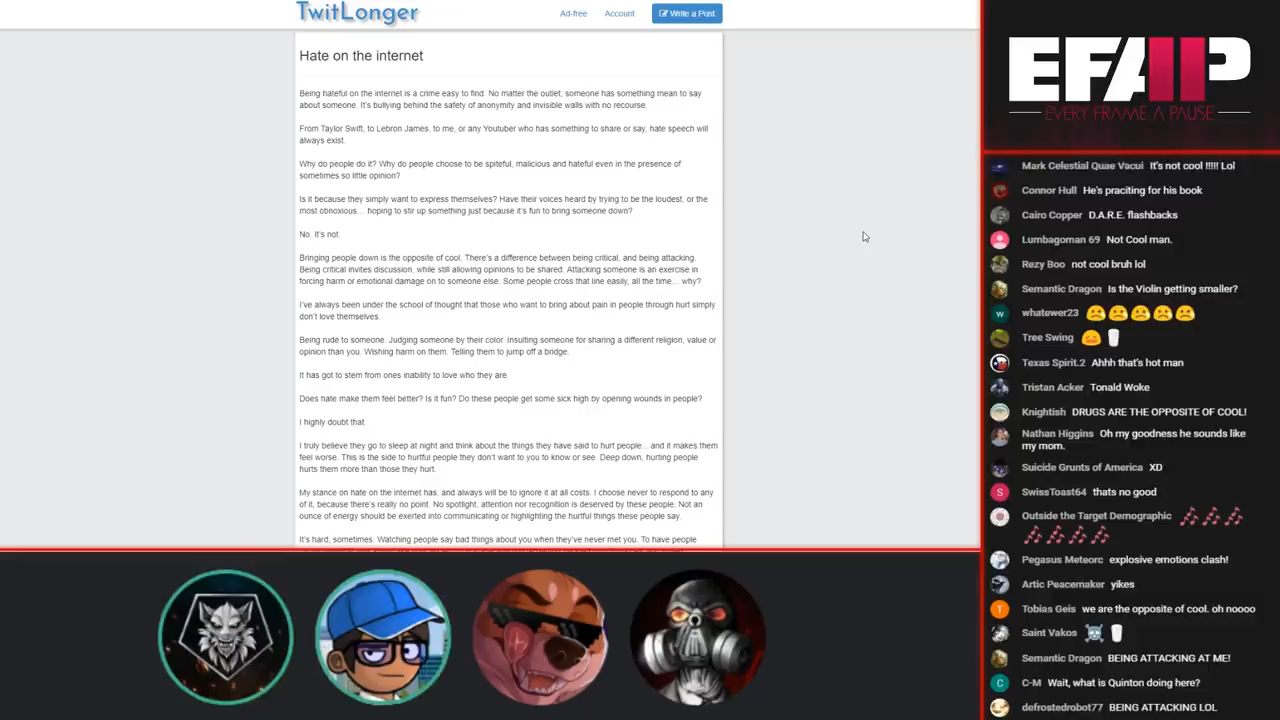 TwitLonger
Ad-free
Account
Write a Post
Hate on the internet
Being hateful on the internet is a crime easy to find. No matter the outlet, someone has something mean to say
about someone. It's bullying behind the safety of anonymity and invisible walls with no recourse.
From Taylor Swift, to Lebron James, to me, or any Youtuber who has something to share or say, hate speech will
always exist.
Why do people do it? Why do people choose to be spiteful, malicious and hateful even in the presence of
sometimes so little opinion?
Is it because they simply want to express themselves? Have their voices heard by trying to be the loudest, or the
most obnoxious... hoping to stir up something just because it's fun to bring someone down?
No. It's not.
Bringing people down is the opposite of cool. There's a difference between being critical, and being attacking.
Being critical invites discussion, while still allowing opinions to be shared. Attacking someone is an exercise in
forcing harm or emotional damage on to someone else. Some people cross that line easily, all the time... why?
I've always been under the school of thought that those who want to bring about pain in people through hurt simply
don't love themselves.
Being rude to someone. Judging someone by their color. Insulting someone for sharing a different religion, value or
opinion than you. Wishing harm on them. Telling them to jump off a bridge.
It has got to stem from ones inability to love who they are.
Does hate make them feel better? Is it fun? Do these people get some sick high by opening wounds in people?
I highly doubt that
I truly believe they go to sleep at night and think about the things they have said to hurt people... and it makes them
feel worse. This is the side to hurtful people they don't want to you to know or see. Deep down, hurting people
hurts them more than those they hurt.
My stance on hate on the internet has, and always will be to ignore it at all costs. I choose never to respond to any
of it, because there's really no point. No spotlight, attention nor recognition is deserved by these people. Not an
ounce of energy should be exerted into communicating or highlighting the hurtful things these people say.
It's hard, sometimes. Watching people say bad things about you when they've never met you. To have people
EFAP
EVERY FRAME A PAUSE
Mark Celestial Quae Vacui It's not cool !!!!! Lol
Connor Hull He's praciting for his book
Cairo Copper D.A.R.E. flashbacks
Lumbagoman 69 Not Cool man.
Rezy Boo not cool bruh lol
Semantic Dragon Is the Violin getting smaller?
w whatewer23
Tree Swing
Texas Spirit.2 Ahhh that's hot man
Tristan Acker Tonald Woke
Knightish DRUGS ARE THE OPPOSITE OF COOL!
Nathan Higgins Oh my goodness he sounds like
my mom.
Suicide Grunts of America XD
S SwissToast64 thats no good
Outside the Target Demographic
Pegasus Meteorc explosive emotions clash!
Artic Peacemaker yikes
T Tobias Geis we are the opposite of cool. oh noooo
Saint Vakos
Semantic Dragon BEING ATTACKING AT ME!
C C-M Wait, what is Quinton doing here?
defrostedrobot77 BEING ATTACKING LOL